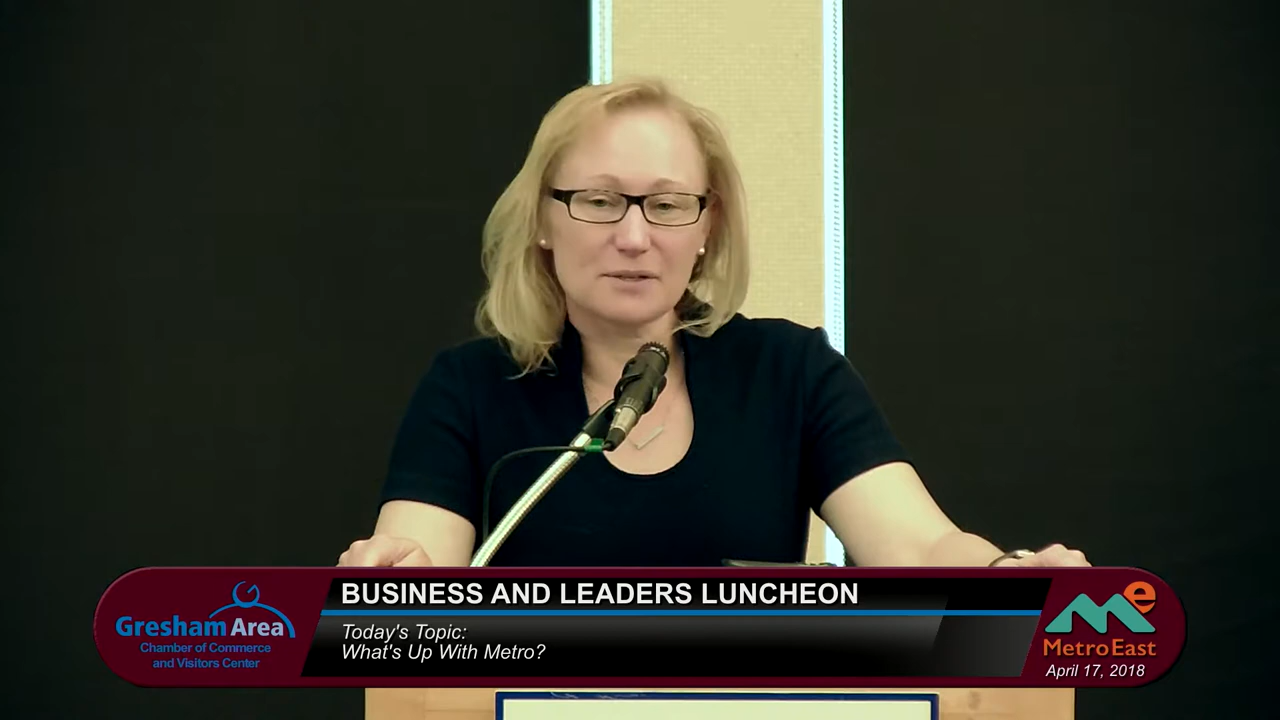 BUSINESS AND LEADERS LUNCHEON
Gresham Area
Chamber of Commerce
and Visitors Center
Today's Topic:
What's Up With Metro?
Me
MetroEast
April 17, 2018